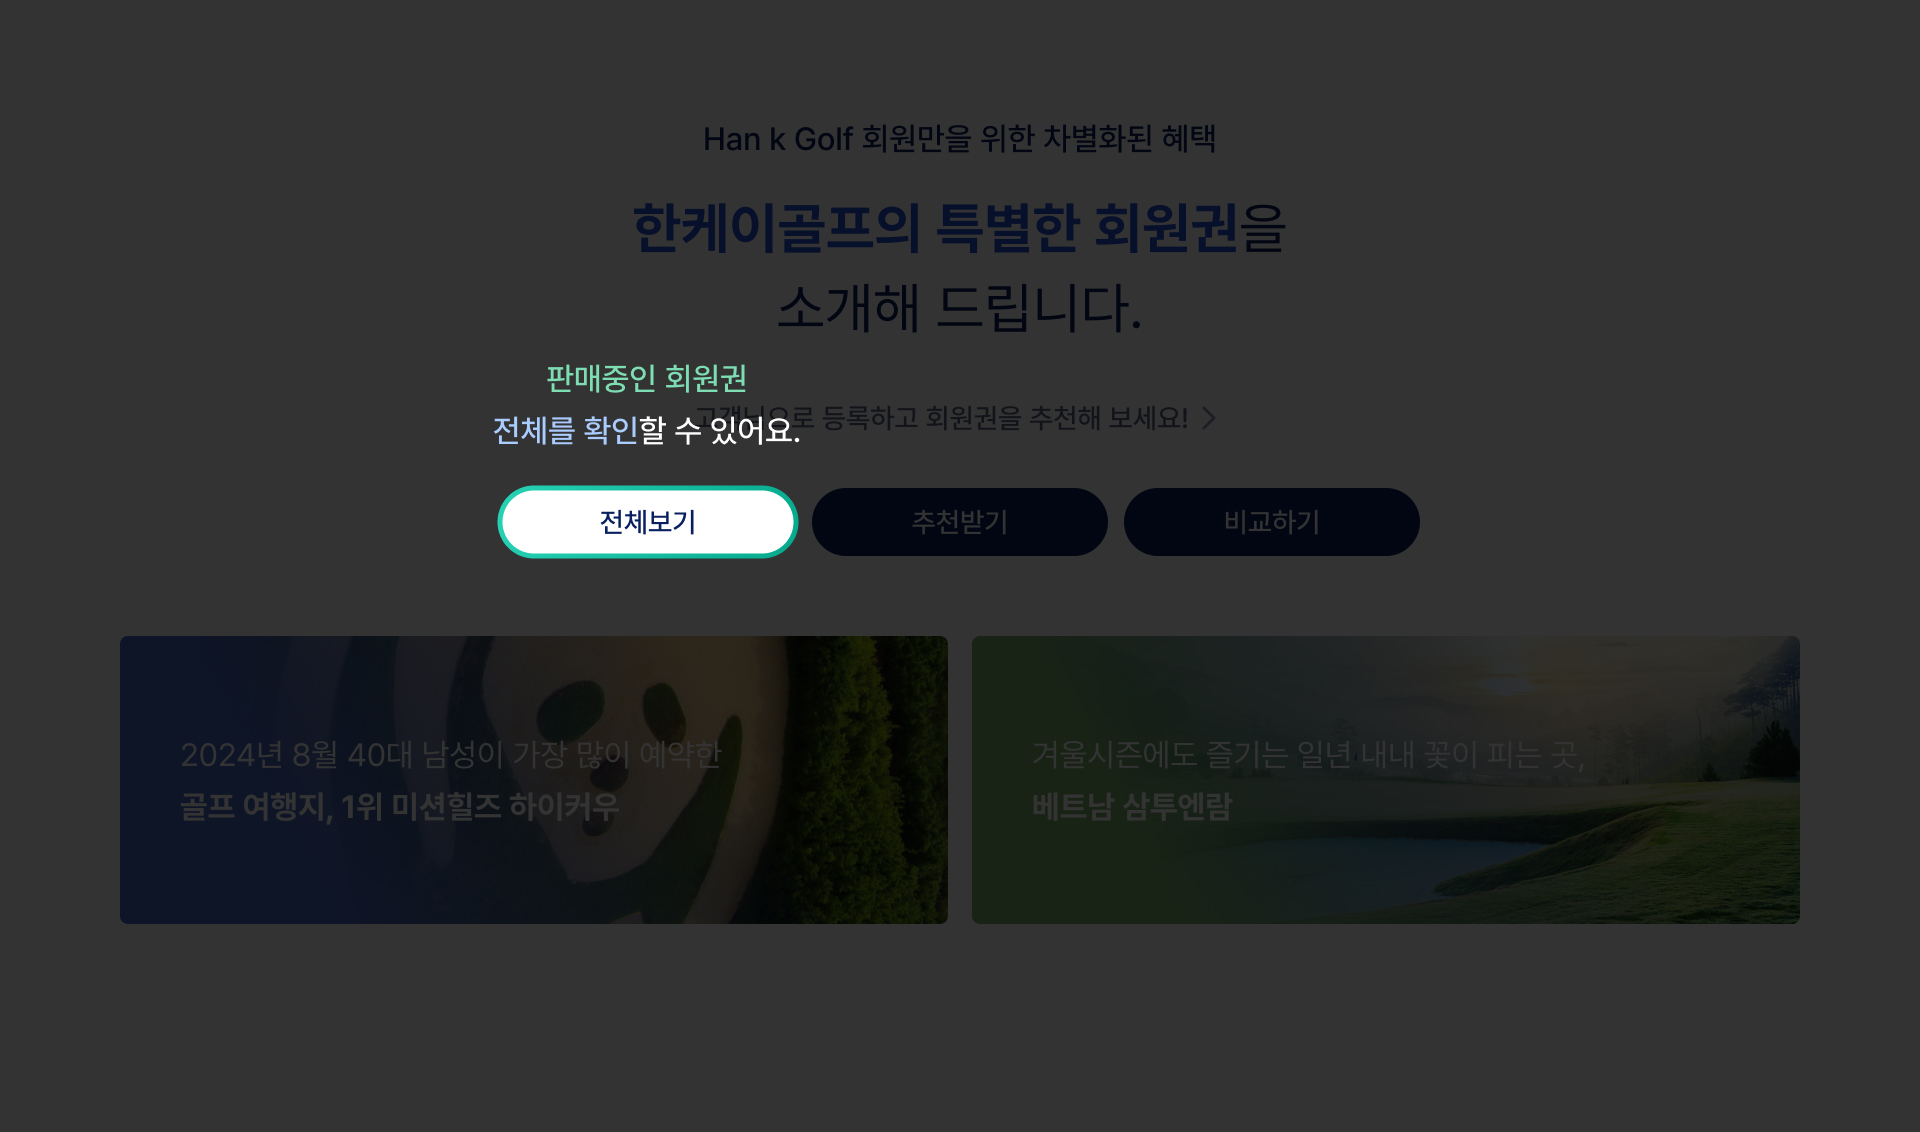 Han k Golf 회원만을 위한 차별화된 혜택
한케이골프의 특별한 회원권을
소개해 드립니다.
판매중인 회원권
전체를 확인할 수 있어요.
으로 등록하고 회원권을 추천해 보세요!
전체보기
추천받기
비교하기
2024년 8월 40대 남성이 가장 많이 예약한
골프 여행지, 1위 미션힐즈 하이커우
겨울시즌에도 즐기는 일년 내내 꽃이 피는 곳,
베트남 삼투엔람